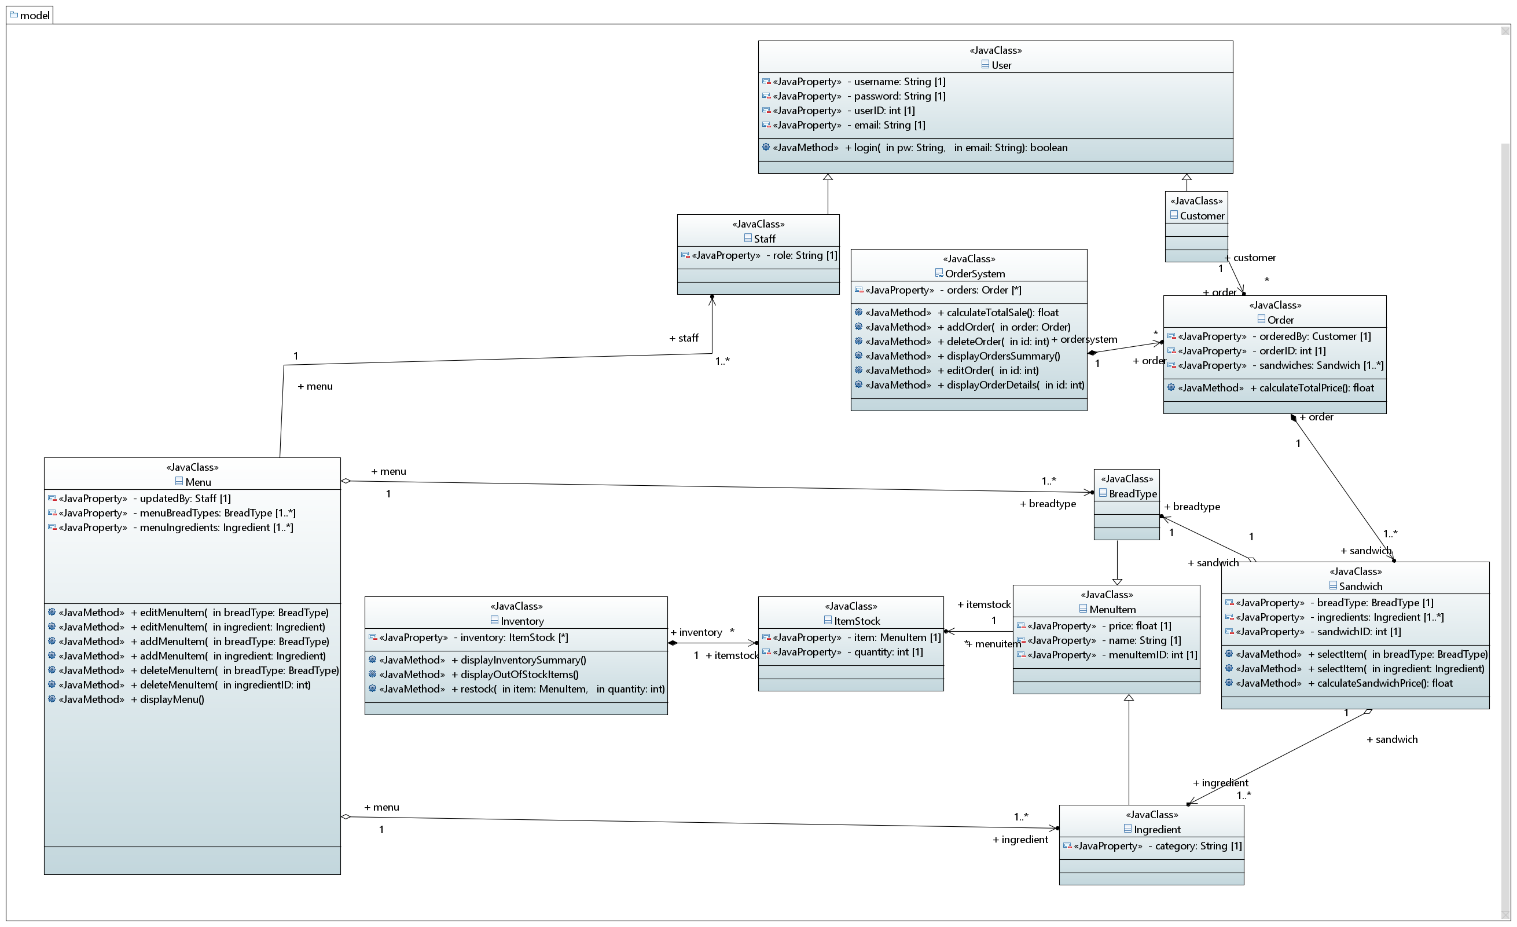 model
«JavaClass»
User
«JavaProperty» - username: String [1]
«JavaProperty» - password: String [1]
«JavaProperty» - userID: int [1]
«JavaProperty» - email: String [1]
«JavaMethod» + login( in pw: String, in email: String): boolean
«JavaClass»
Customer
«JavaClass»
Staff
«JavaProperty» - role: String [1]
«JavaClass»
OrderSystem
«JavaProperty» - orders: Order [*]
«JavaMethod» + calculateTotalSale(): float
«JavaMethod» + addOrder( in order: Order)
«JavaMethod» + deleteOrder( in id: int)
«JavaMethod» + displayOrdersSummary()
«JavaMethod» + editOrder( in id: int)
«JavaMethod» + displayOrderDetails( in id: int)
+ customer
1
*
+ order
«JavaClass»
Order
«JavaProperty» - orderedBy: Customer [1]
«JavaProperty» - orderID: int [1]
«JavaProperty» - sandwiches: Sandwich [1..*]
«JavaMethod» + calculateTotalPrice(): float
+ ordersystem
*
1
+ order
+ staff
1
1..*
+ menu
+ order
1
1..*
+ sandwich
«JavaClass»
Menu
«JavaProperty» - updatedBy: Staff [1]
«JavaProperty» - menuBreadTypes: BreadType [1..*]
«JavaProperty» - menuIngredients: Ingredient [1..*]
«JavaMethod» + editMenuItem( in breadType: BreadType)
«JavaMethod» + editMenuItem( in ingredient: Ingredient)
«JavaMethod» + addMenuItem( in breadType: BreadType)
«JavaMethod» + addMenuItem( in ingredient: Ingredient)
«JavaMethod» + deleteMenuItem( in breadType: BreadType)
«JavaMethod» + deleteMenuItem( in ingredientID: int)
«JavaMethod» + displayMenu()
+ menu
1
1..*
+ breadtype
«JavaClass»
BreadType
+ breadtype
1
1
+ sandwich
«JavaClass»
Inventory
«JavaProperty» - inventory: ItemStock [*]
«JavaMethod» + displayInventorySummary()
«JavaMethod» + displayOutOfStockItems()
«JavaMethod» + restock( in item: MenuItem, in quantity: int)
+ inventory *
1 + itemstock
«JavaClass»
ItemStock
«JavaProperty» - item: MenuItem [1]
«JavaProperty» - quantity: int [1]
+ itemstock
1
* + menuitem
«JavaClass»
MenuItem
«JavaProperty» - price: float [1]
«JavaProperty» - name: String [1]
«JavaProperty» - menuItemID: int [1]
«JavaClass»
Sandwich
«JavaProperty» - breadType: BreadType [1]
«JavaProperty» - ingredients: Ingredient [1..*]
«JavaProperty» - sandwichID: int [1]
«JavaMethod» + selectItem( in breadType: BreadType)
«JavaMethod» + selectItem( in ingredient: Ingredient)
«JavaMethod» + calculateSandwichPrice(): float
1
+ sandwich
+ ingredient
1..*
+ menu
1
1..*
+ ingredient
«JavaClass»
Ingredient
«JavaProperty» - category: String [1]